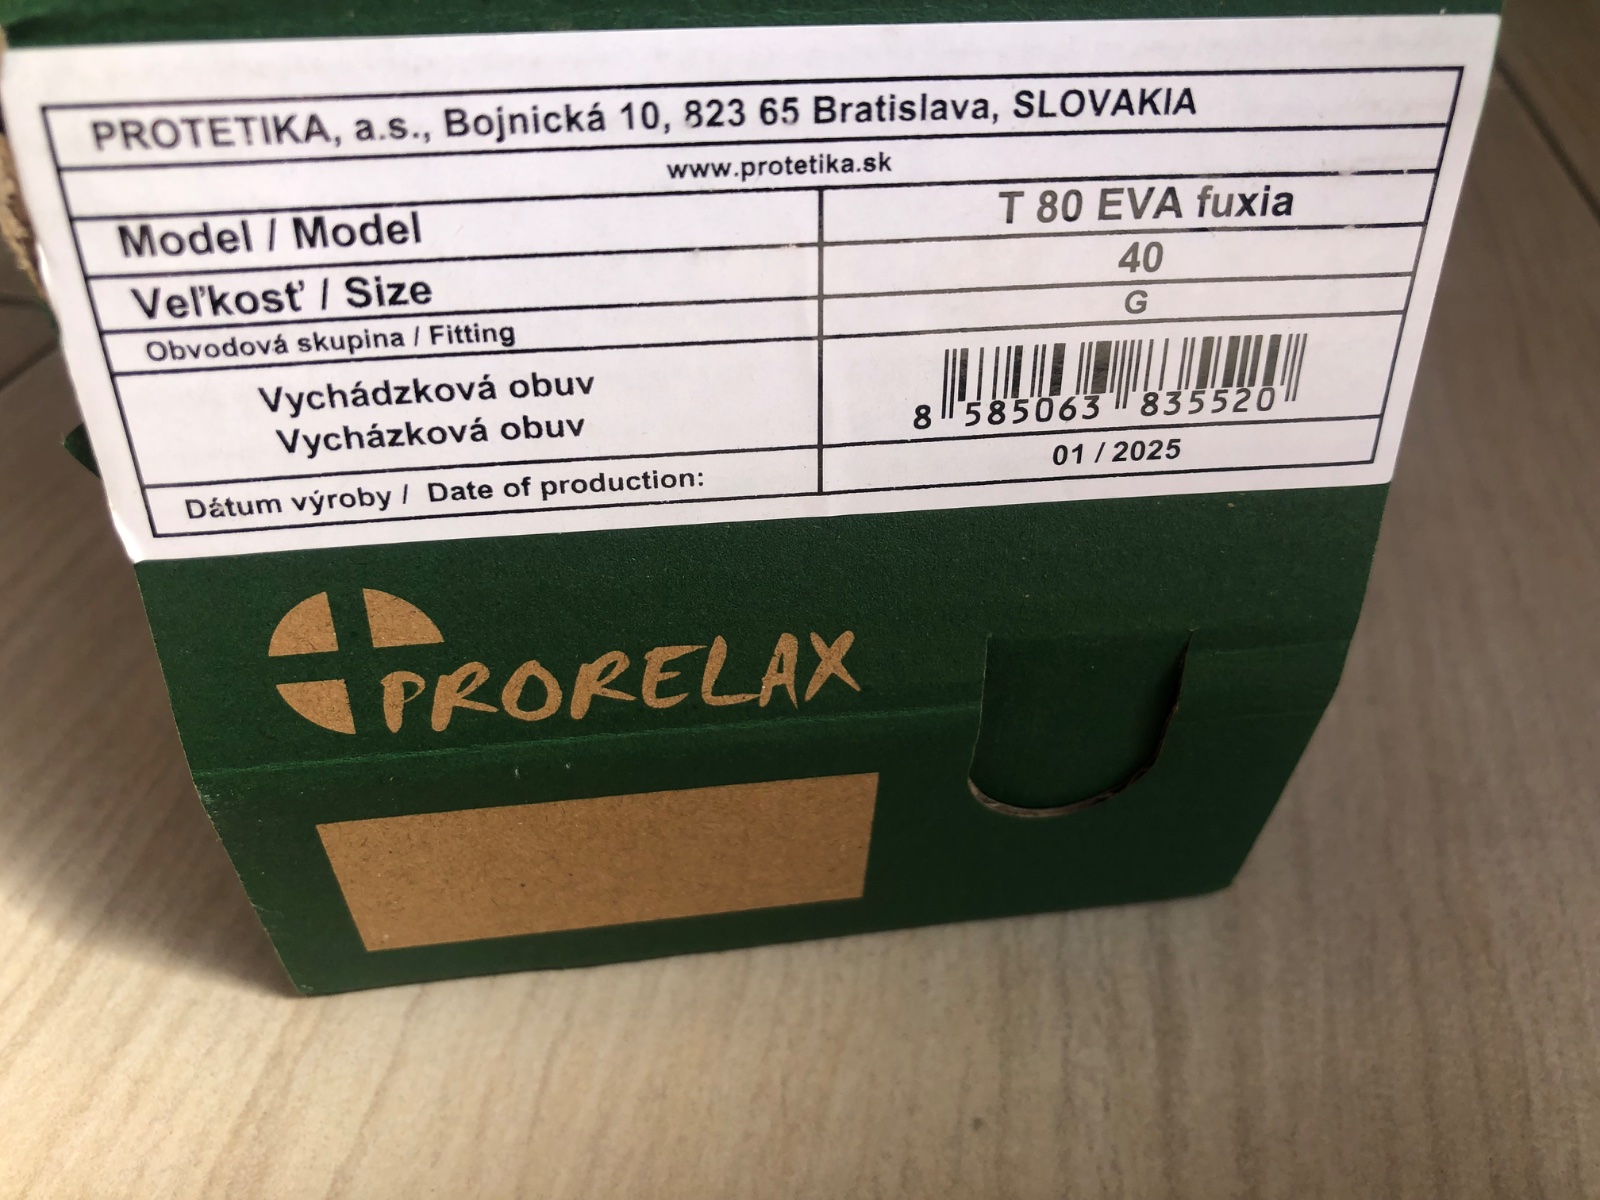 PROTETIKA, a.s., Bojnická 10, 823 65 Bratislava, SLOVAKIA
www.protetika.sk
Model / Model T 80 EVA fuxia
Veľkosť / Size 40
Obvodová skupina / Fitting G
Vychádzková obuv
Vycházková obuv
8 585063 835520
Dátum výroby / Date of production: 01 / 2025
PRORELAX